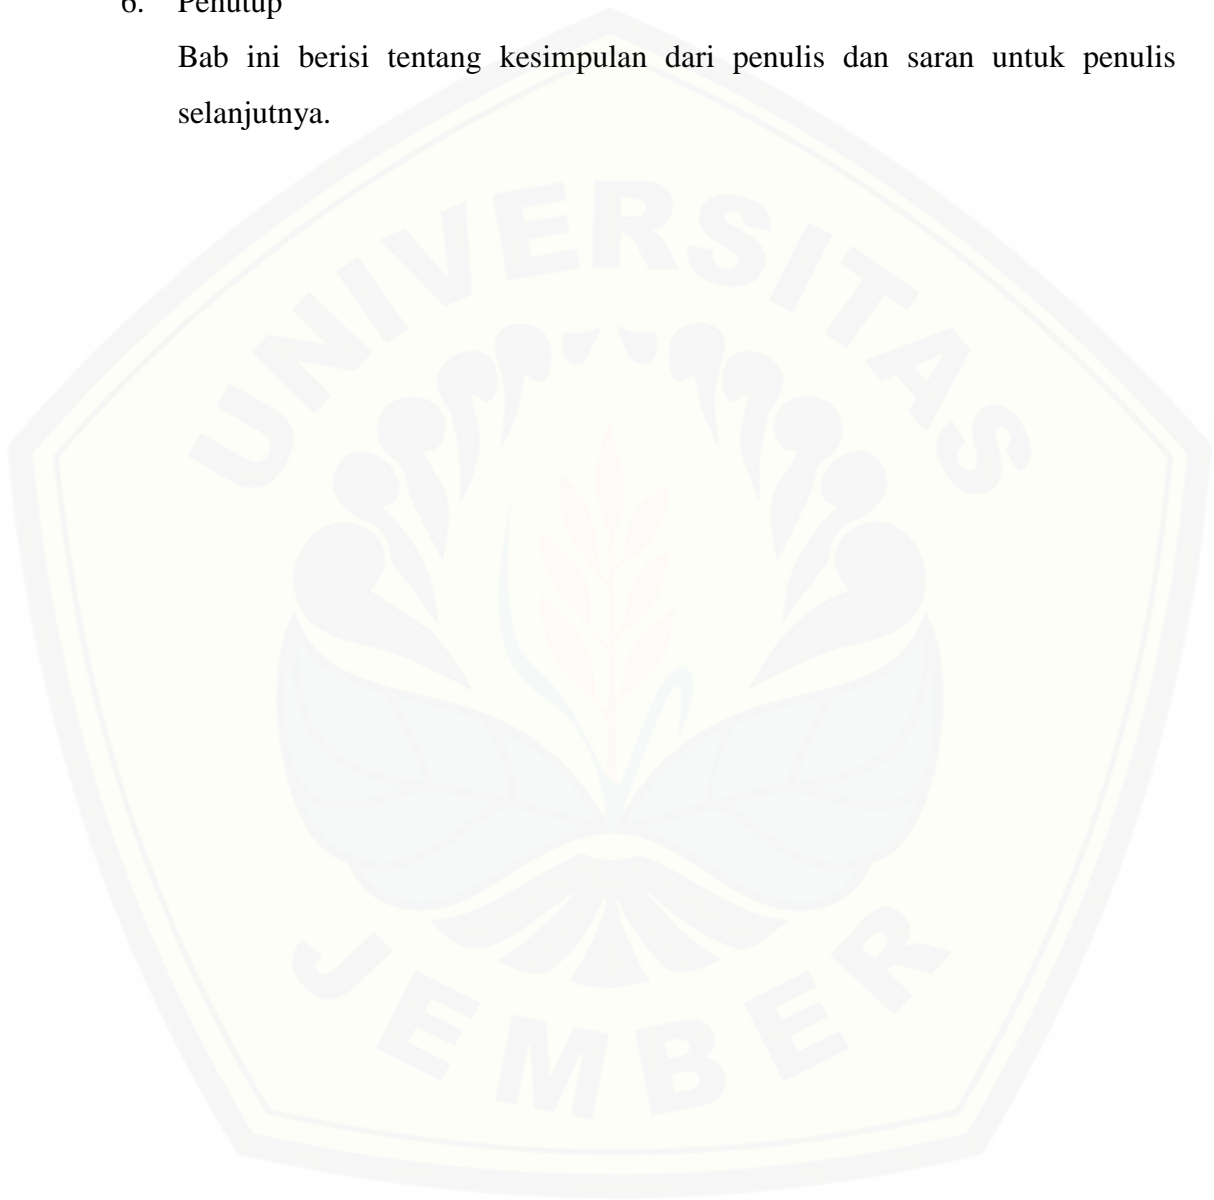 6. Penutup
Bab ini berisi tentang kesimpulan dari penulis dan saran untuk penulis
selanjutnya.
UNIVERSITAS
JEMBER